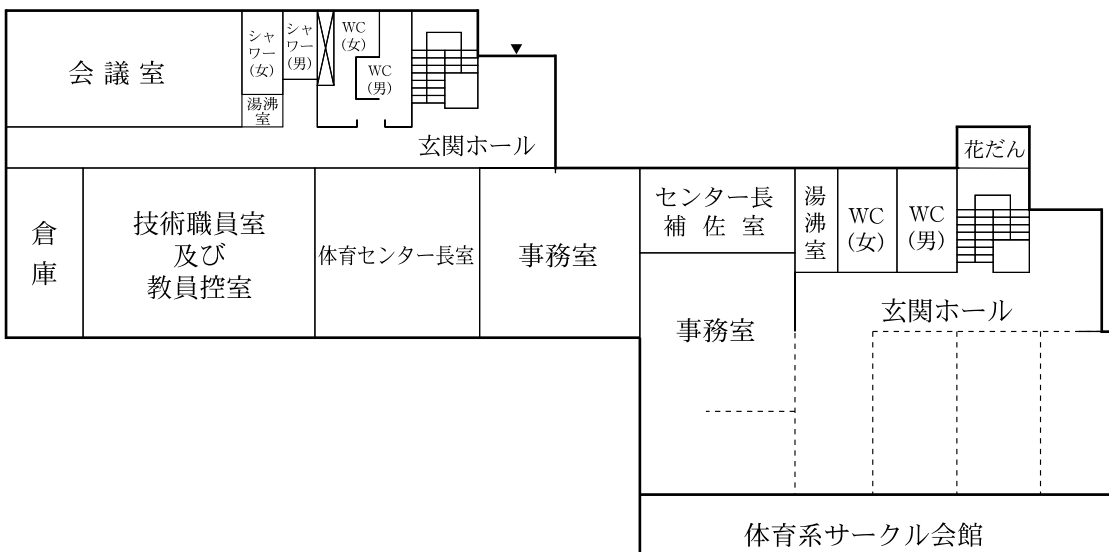 会議室
シャワー(女)
シャワー(男)
WC
(女)
WC
(男)
湯沸室
玄関ホール
花だん
倉庫
技術職員室
及び
教員控室
体育センター長室
事務室
センター長
補佐室
湯沸室
WC
(女)
WC
(男)
玄関ホール
事務室
体育系サークル会館